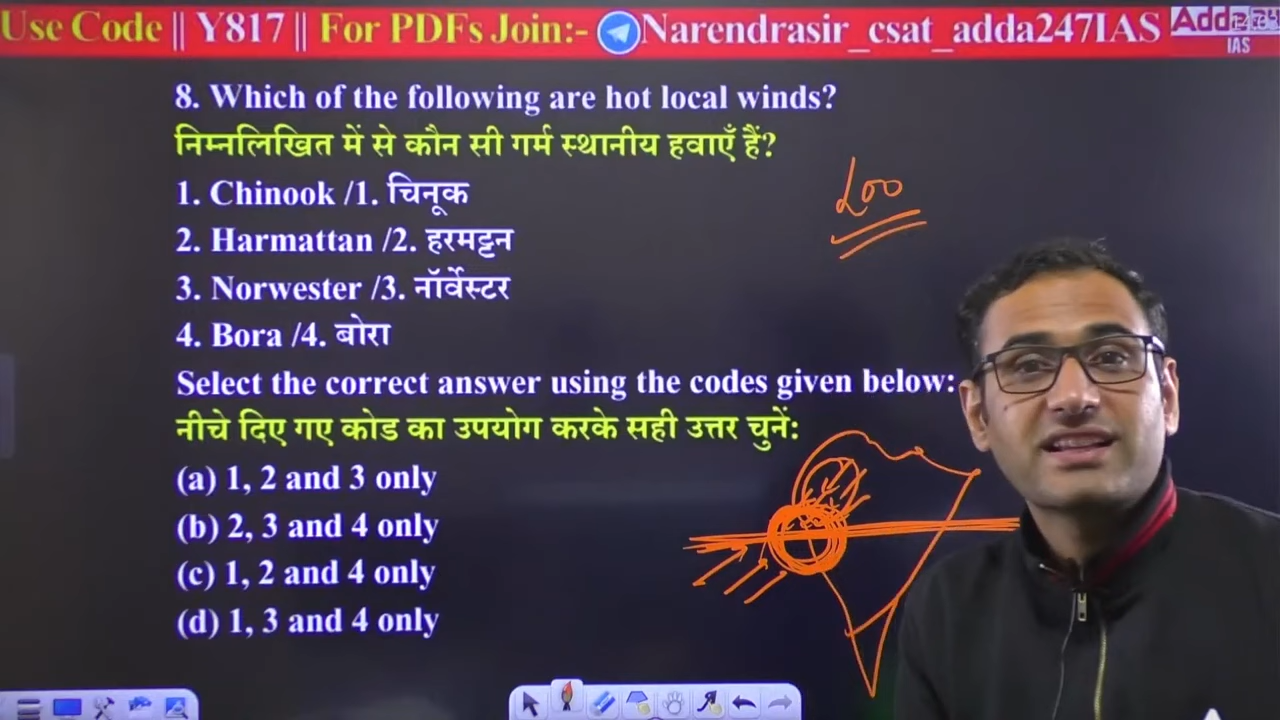 Use Code || Y817 || For PDFs Join:- Narendrasir_csat_adda247IAS
IAS
8. Which of the following are hot local winds?
निम्नलिखित में से कौन सी गर्म स्थानीय हवाएँ हैं?
Loo
1. Chinook /1. चिनूक
2. Harmattan /2. हरमट्टन
3. Norwester /3. नॉर्वेस्टर
4. Bora /4. बोरा
Select the correct answer using the codes given below:
नीचे दिए गए कोड का उपयोग करके सही उत्तर चुनें:
(a) 1, 2 and 3 only
(b) 2, 3 and 4 only
(c) 1, 2 and 4 only
(d) 1, 3 and 4 only